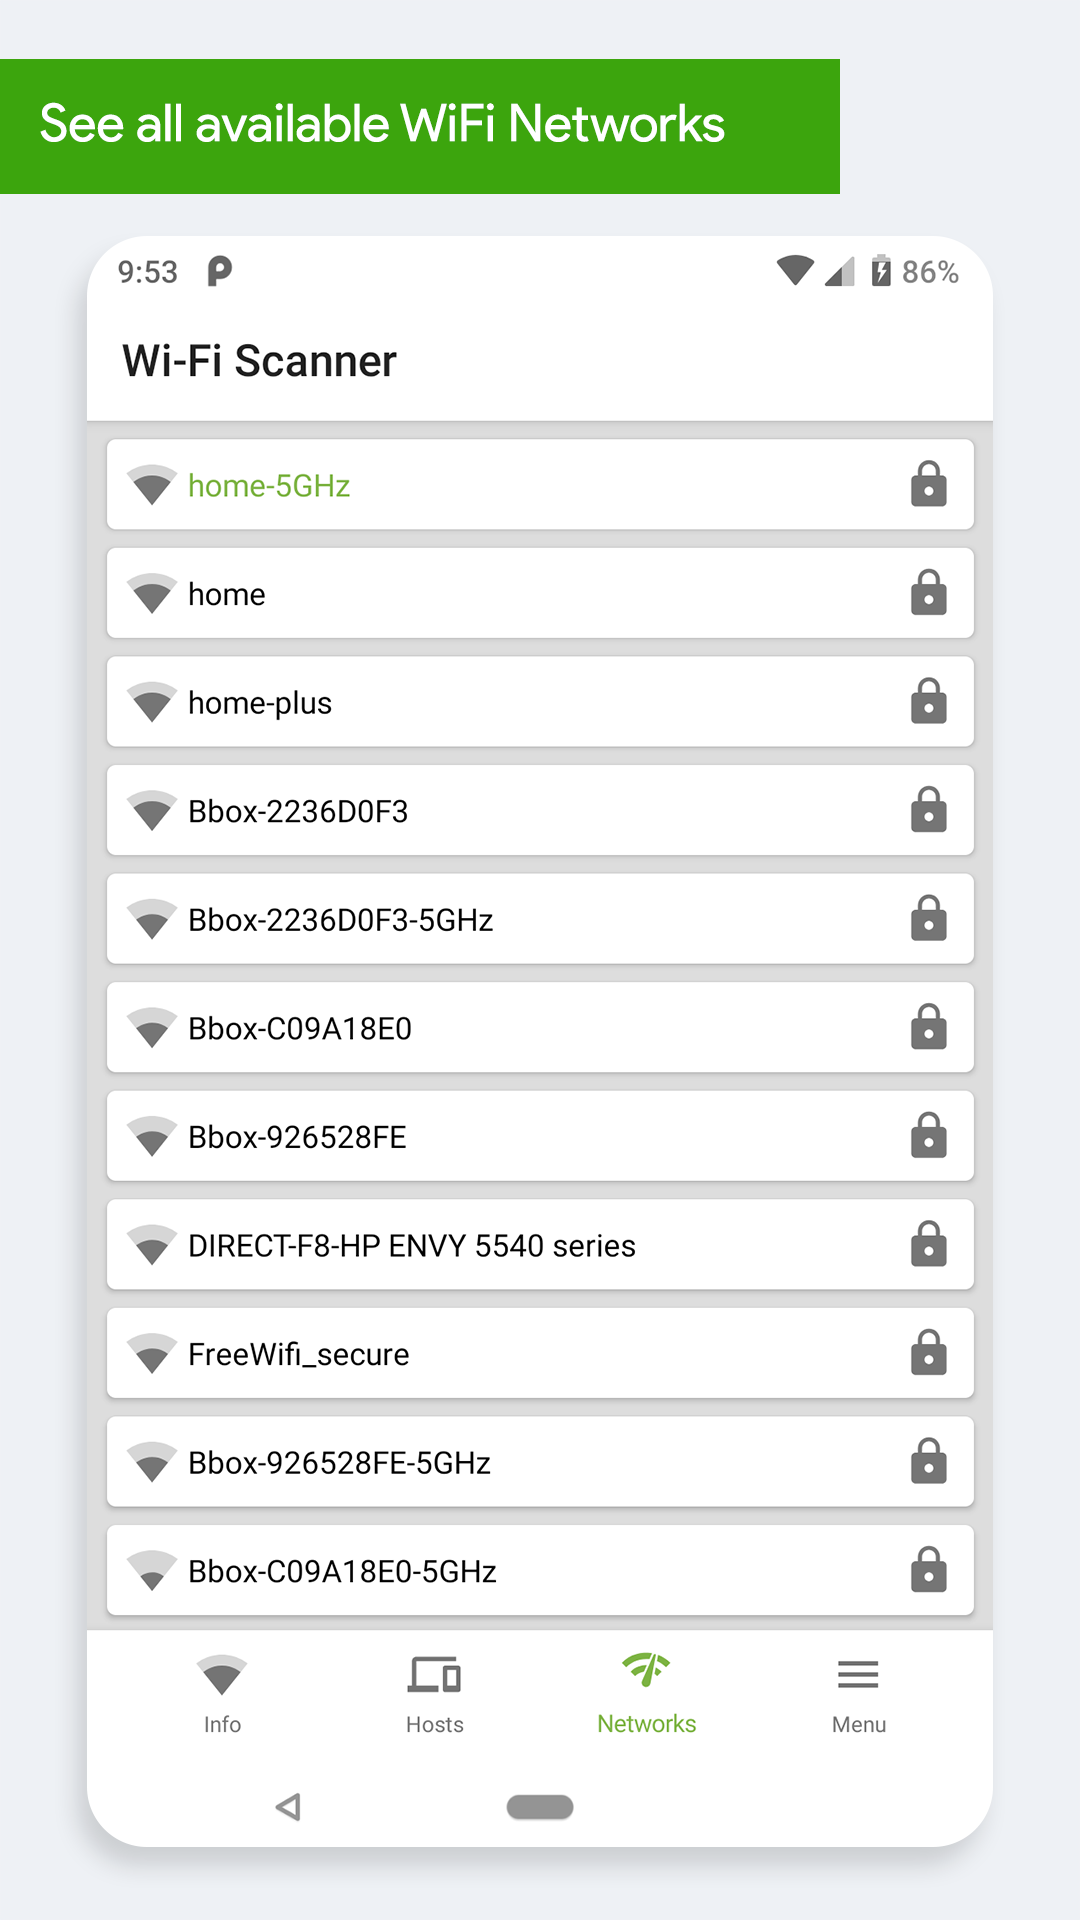 See all available WiFi Networks
9:53
86%
Wi-Fi Scanner
home-5GHz
home
home-plus
Bbox-2236D0F3
Bbox-2236D0F3-5GHz
Bbox-C09A18E0
Bbox-926528FE
DIRECT-F8-HP ENVY 5540 series
FreeWifi_secure
Bbox-926528FE-5GHz
Bbox-C09A18E0-5GHz
Info Hosts Networks Menu